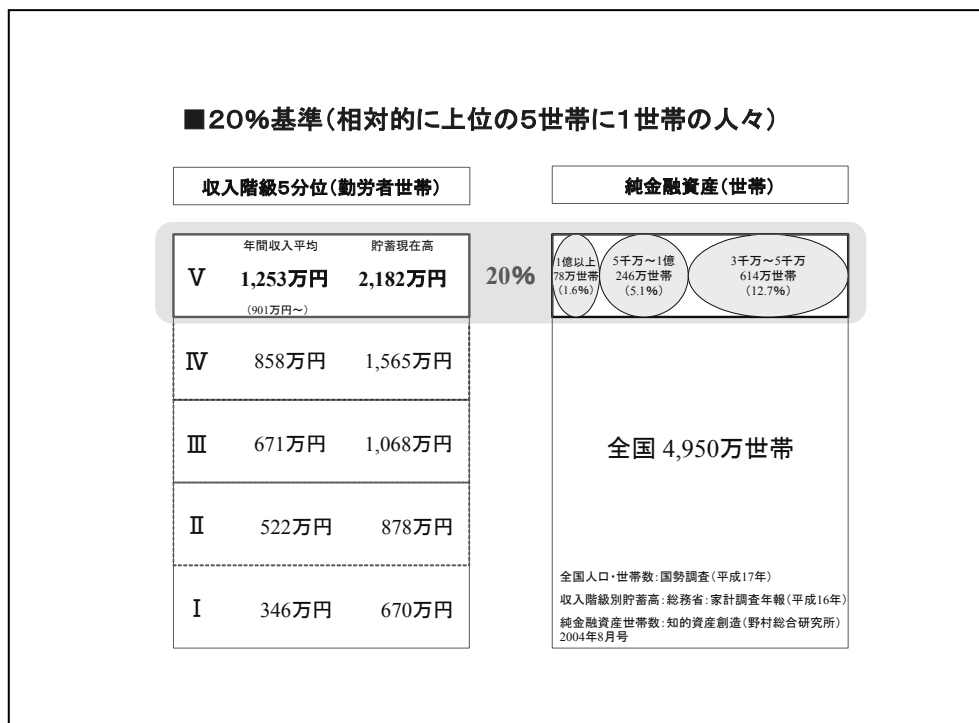 ■20%基準(相対的に上位の5世帯に1世帯の人々)
収入階級5分位(勤労者世帯)
純金融資産(世帯)
年間収入平均 貯蓄現在高
Ⅴ 1,253万円 2,182万円
(901万円～)
20%
1億以上
78万世帯
(1.6%)
5千万～1億
246万世帯
(5.1%)
3千万～5千万
614万世帯
(12.7%)
Ⅳ 858万円 1,565万円
Ⅲ 671万円 1,068万円
Ⅱ 522万円 878万円
Ⅰ 346万円 670万円
全国 4,950万世帯
全国人口・世帯数:国勢調査(平成17年)
収入階級別貯蓄高:総務省:家計調査年報(平成16年)
純金融資産世帯数:知的資産創造(野村総合研究所)
2004年8月号